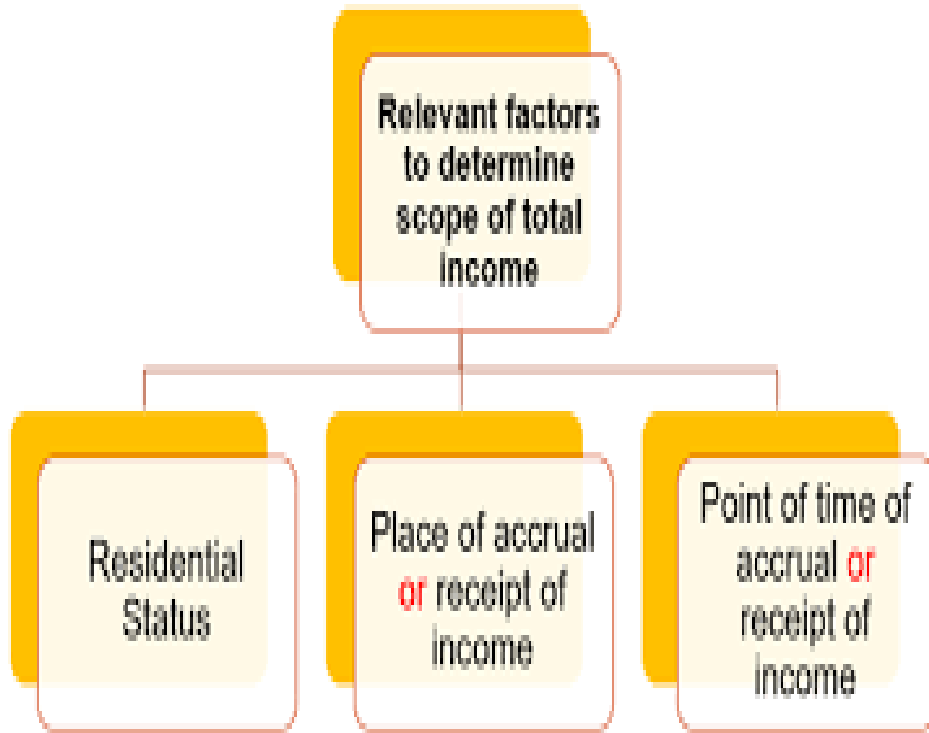 Relevant factors
to determine
scope of total
income
Residential
Status
Place of accrual
or receipt of
income
Point of time of
accrual or
receipt of
income